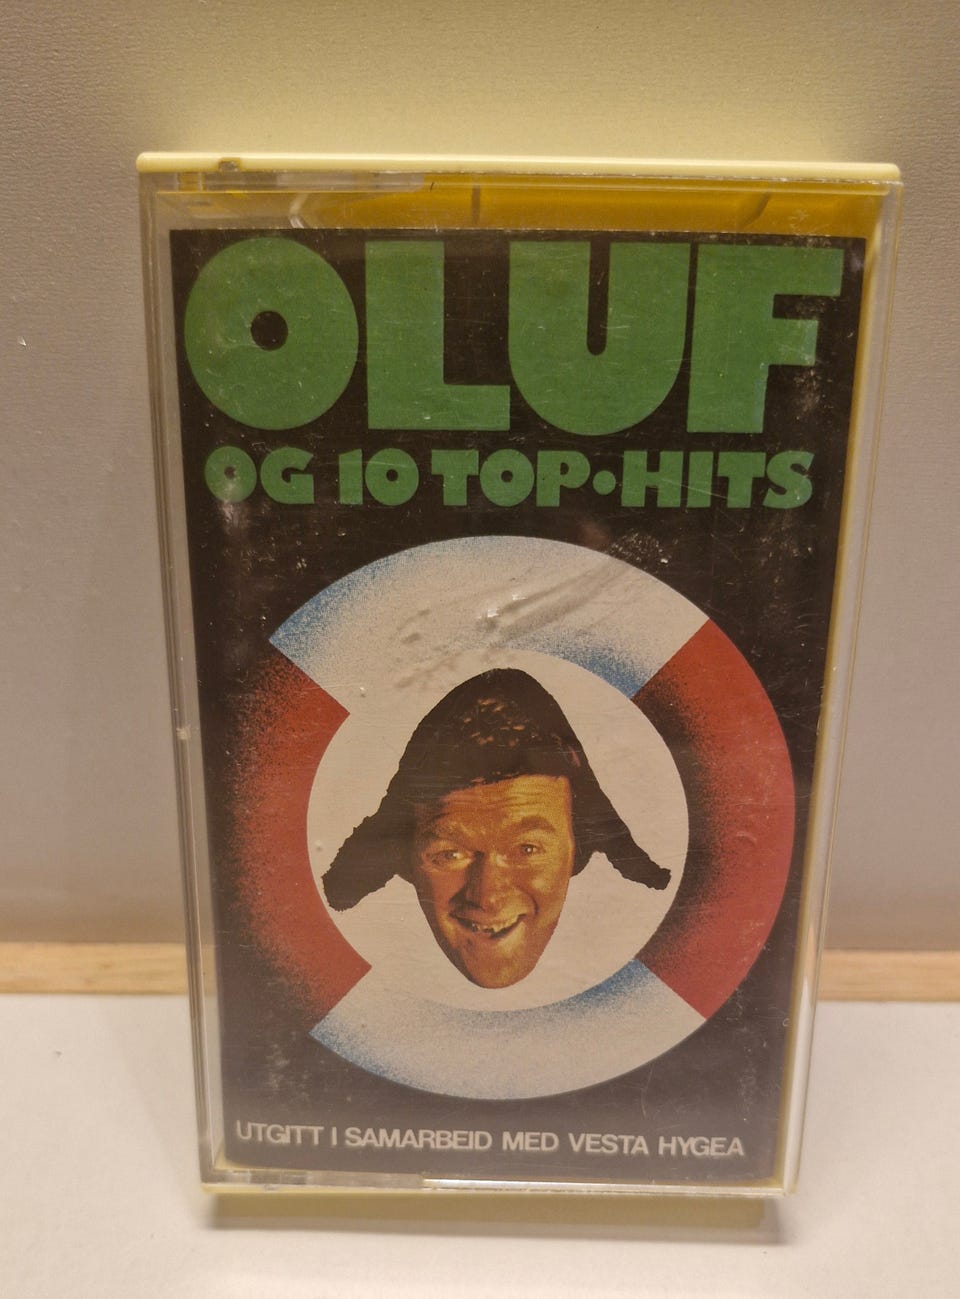 OLUF
OG 10 TOP•HITS
UTGITT I SAMARBEID MED VESTA HYGEA